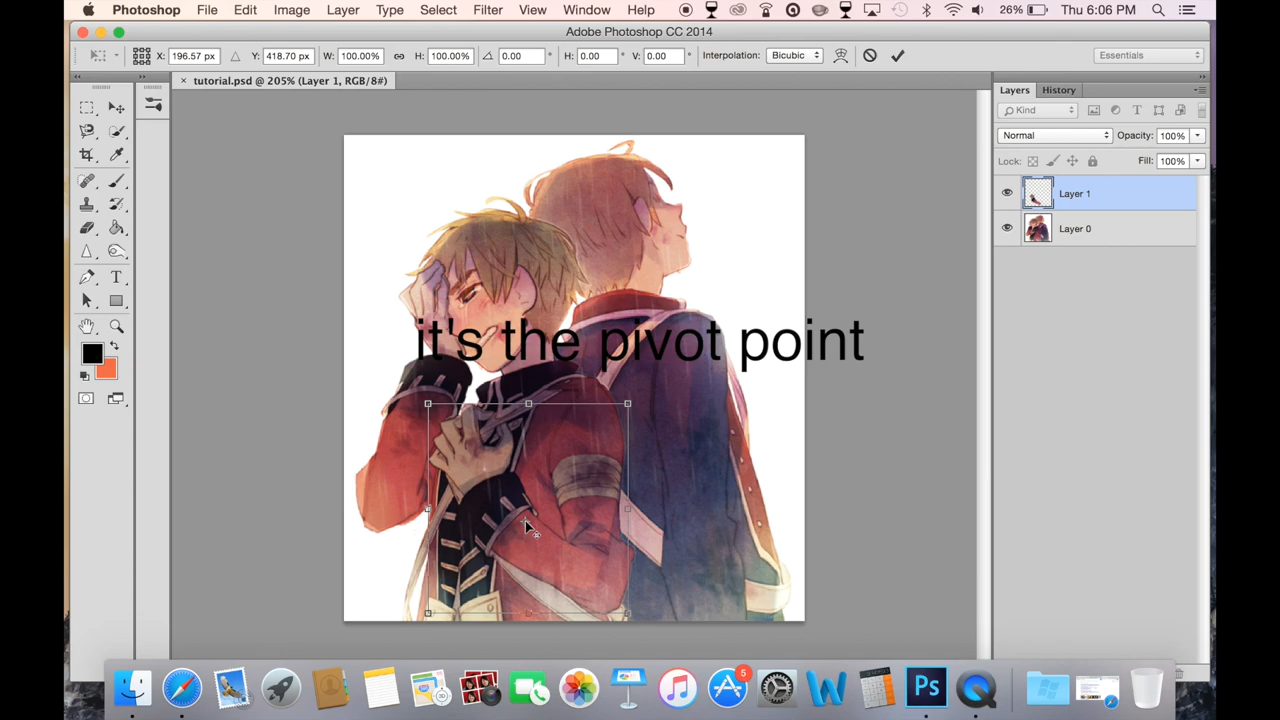 Photoshop File Edit Image Layer Type Select Filter View Window Help 26% Thu 6:06 PM
Adobe Photoshop CC 2014
X: 196.57 px Y: 418.70 px W: 100.00% H: 100.00% 0.00 ° H: 0.00 ° V: 0.00 ° Interpolation: Bicubic Essentials
× tutorial.psd @ 205% (Layer 1, RGB/8#)
Layers History
Kind
Normal Opacity: 100%
Lock: Fill: 100%
Layer 1
Layer 0
T
it's the pivot point
3D
5
W
Ps